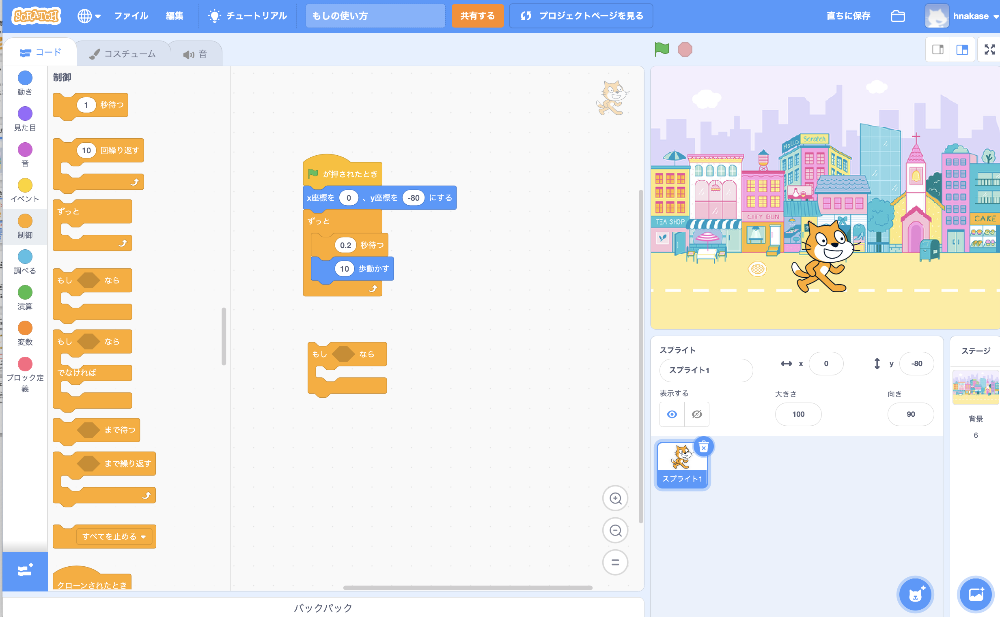 SCRATCH
ファイル
編集
チュートリアル
もしの使い方
共有する
プロジェクトページを見る
直ちに保存
hnakase
コード
コスチューム
音
動き
見た目
音
イベント
制御
調べる
演算
変数
ブロック定
義
制御
1 秒待つ
10 回繰り返す
ずっと
もし なら
もし なら
でなければ
まで待つ
まで繰り返す
すべてを止める
クローンされたとき
が押されたとき
x座標を 0 、y座標を -80 にする
ずっと
0.2 秒待つ
10 歩動かす
もし なら
バックパック
HELLO
Scratch
TEA SHOP
CITY BUN
CAKE
スプライト
スプライト1
x 0
y -80
表示する
大きさ
100
向き
90
スプライト1
ステージ
背景
6